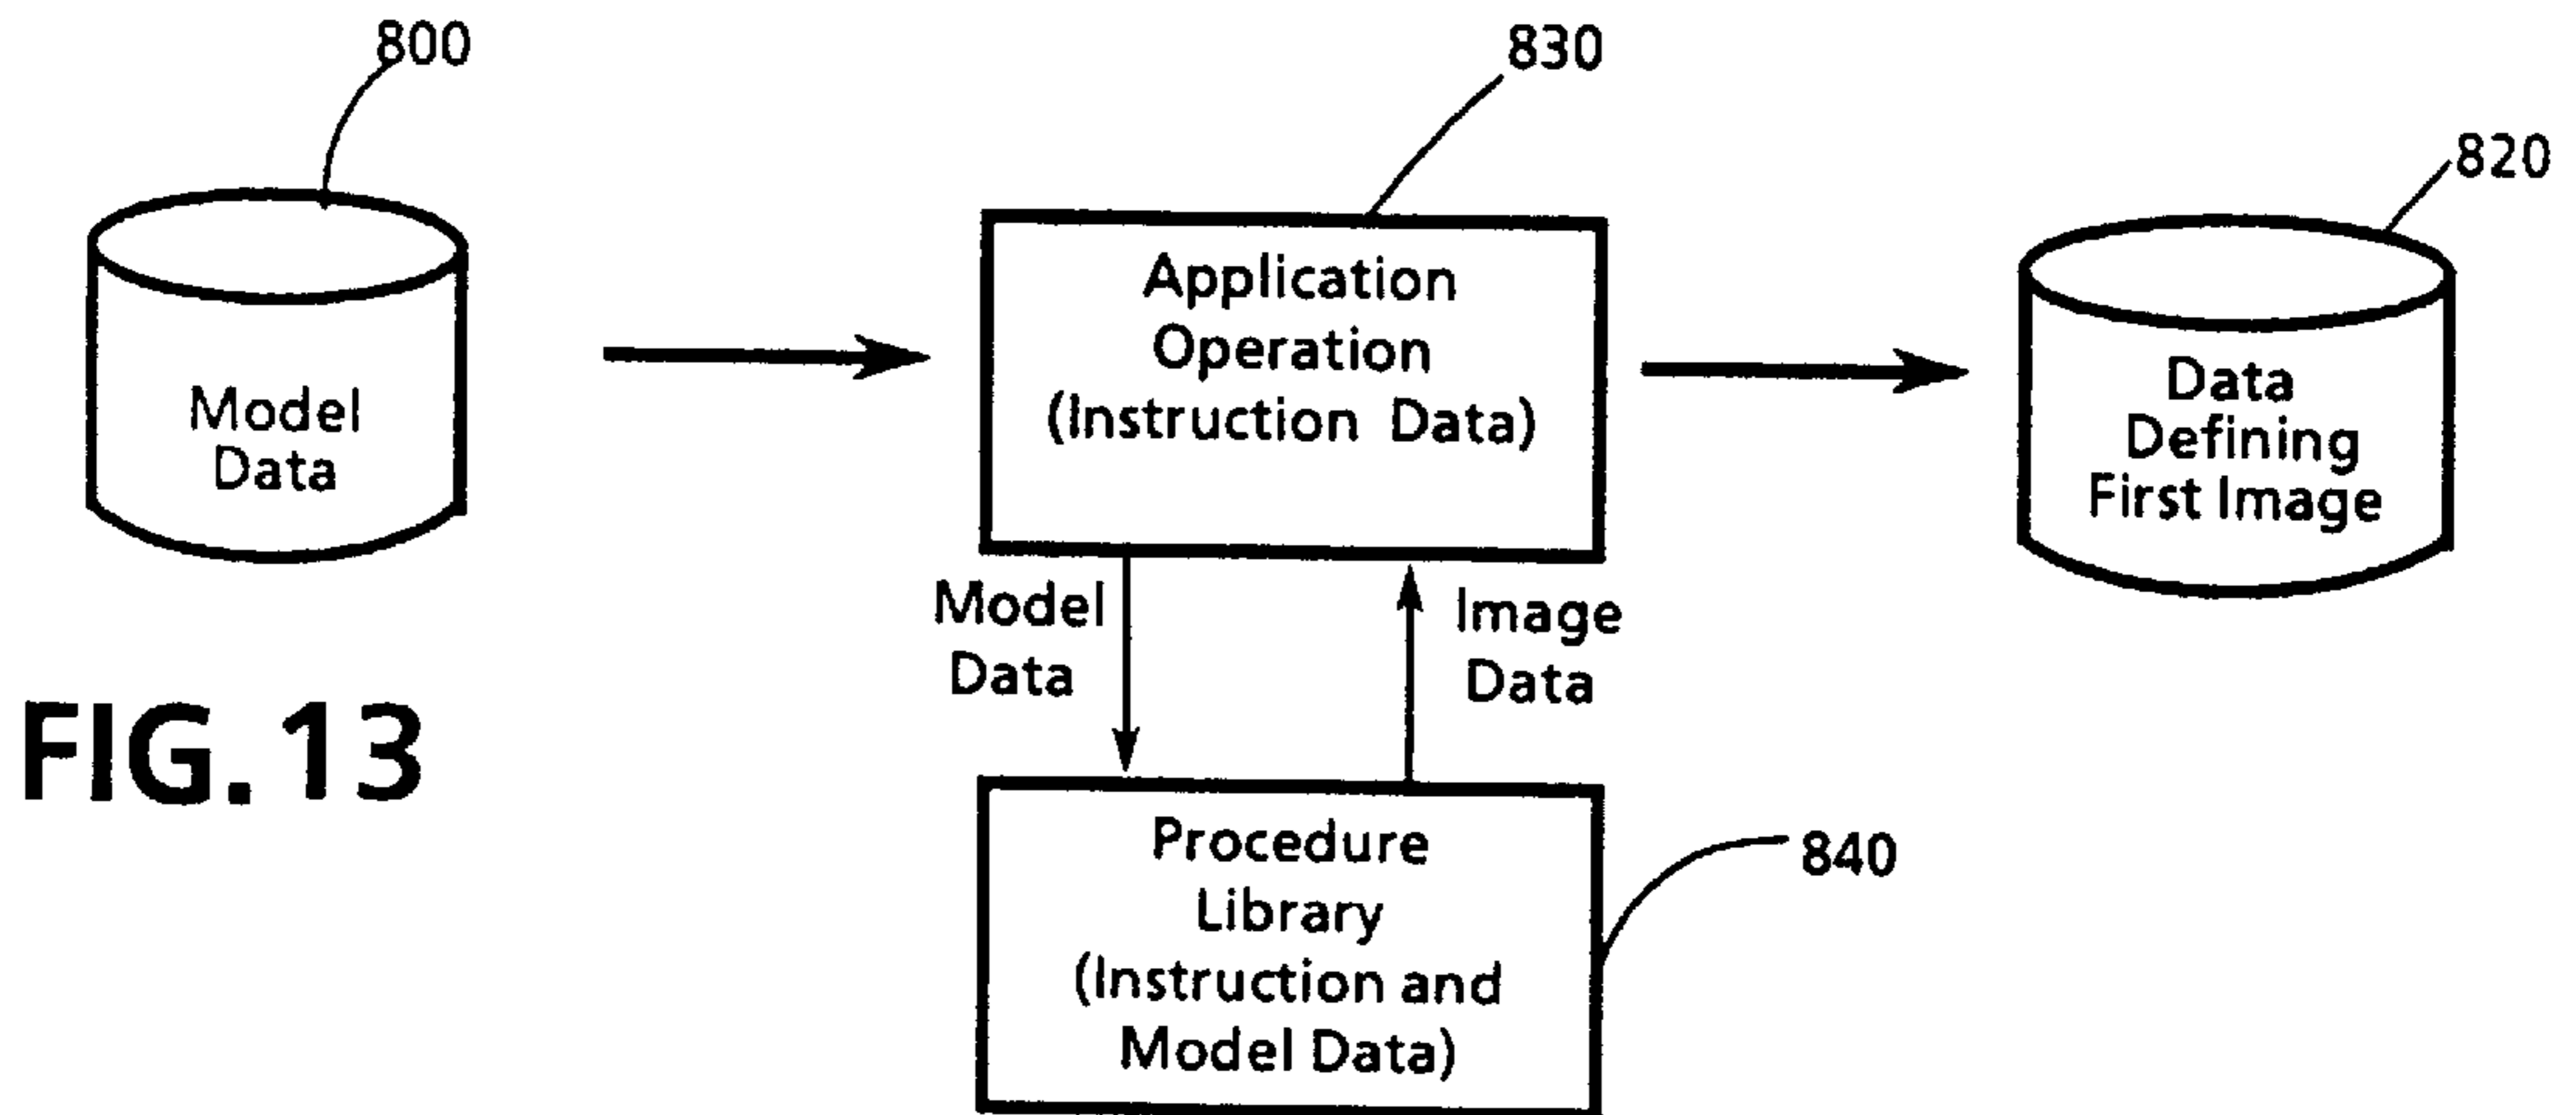 800
830
820
Model
Data
Application
Operation
(Instruction Data)
Data
Defining
First Image
Model
Data
Image
Data
FIG. 13
Procedure
Library
(Instruction and
Model Data)
840